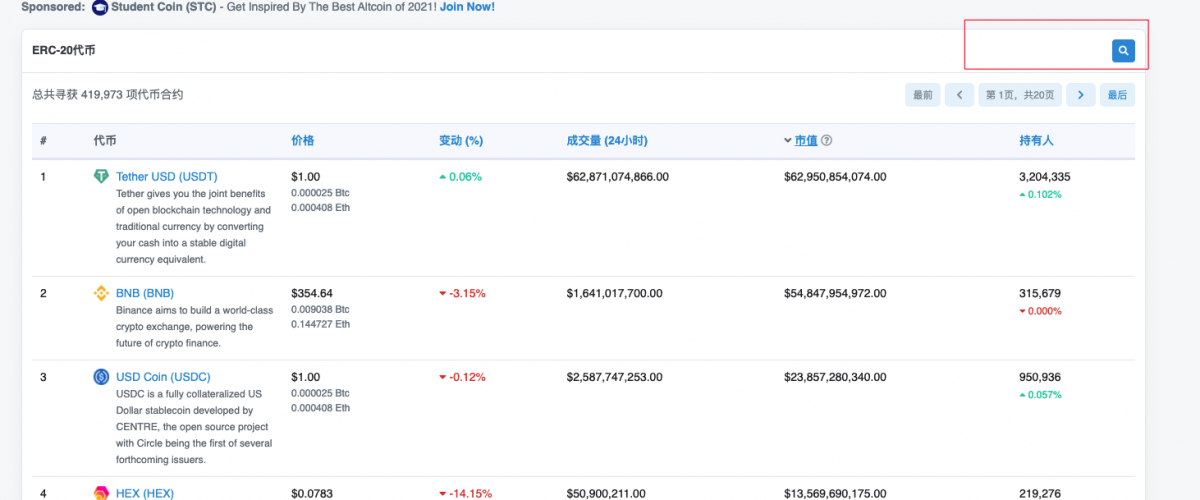 Sponsored: Student Coin (STC) - Get Inspired By The Best Altcoin of 2021! Join Now!
ERC-20代币
总共寻获 419,973 项代币合约
最前 第 1页，共20页 最后
# 代币 价格 变动 (%) 成交量 (24小时) 市值 持有人
1 Tether USD (USDT) $1.00 0.06% $62,871,074,866.00 $62,950,854,074.00 3,204,335
Tether gives you the joint benefits 0.000025 Btc 0.102%
of open blockchain technology and 0.000408 Eth
traditional currency by converting
your cash into a stable digital
currency equivalent.
2 BNB (BNB) $354.64 -3.15% $1,641,017,700.00 $54,847,954,972.00 315,679
Binance aims to build a world-class 0.009038 Btc 0.000%
crypto exchange, powering the 0.144727 Eth
future of crypto finance.
3 USD Coin (USDC) $1.00 -0.12% $2,587,747,253.00 $23,857,280,340.00 950,936
USDC is a fully collateralized US 0.000025 Btc 0.057%
Dollar stablecoin developed by 0.000408 Eth
CENTRE, the open source project
with Circle being the first of several
forthcoming issuers.
4 HEX (HEX) $0.0783 -14.15% $50,900,211.00 $13,569,690,175.00 219,276